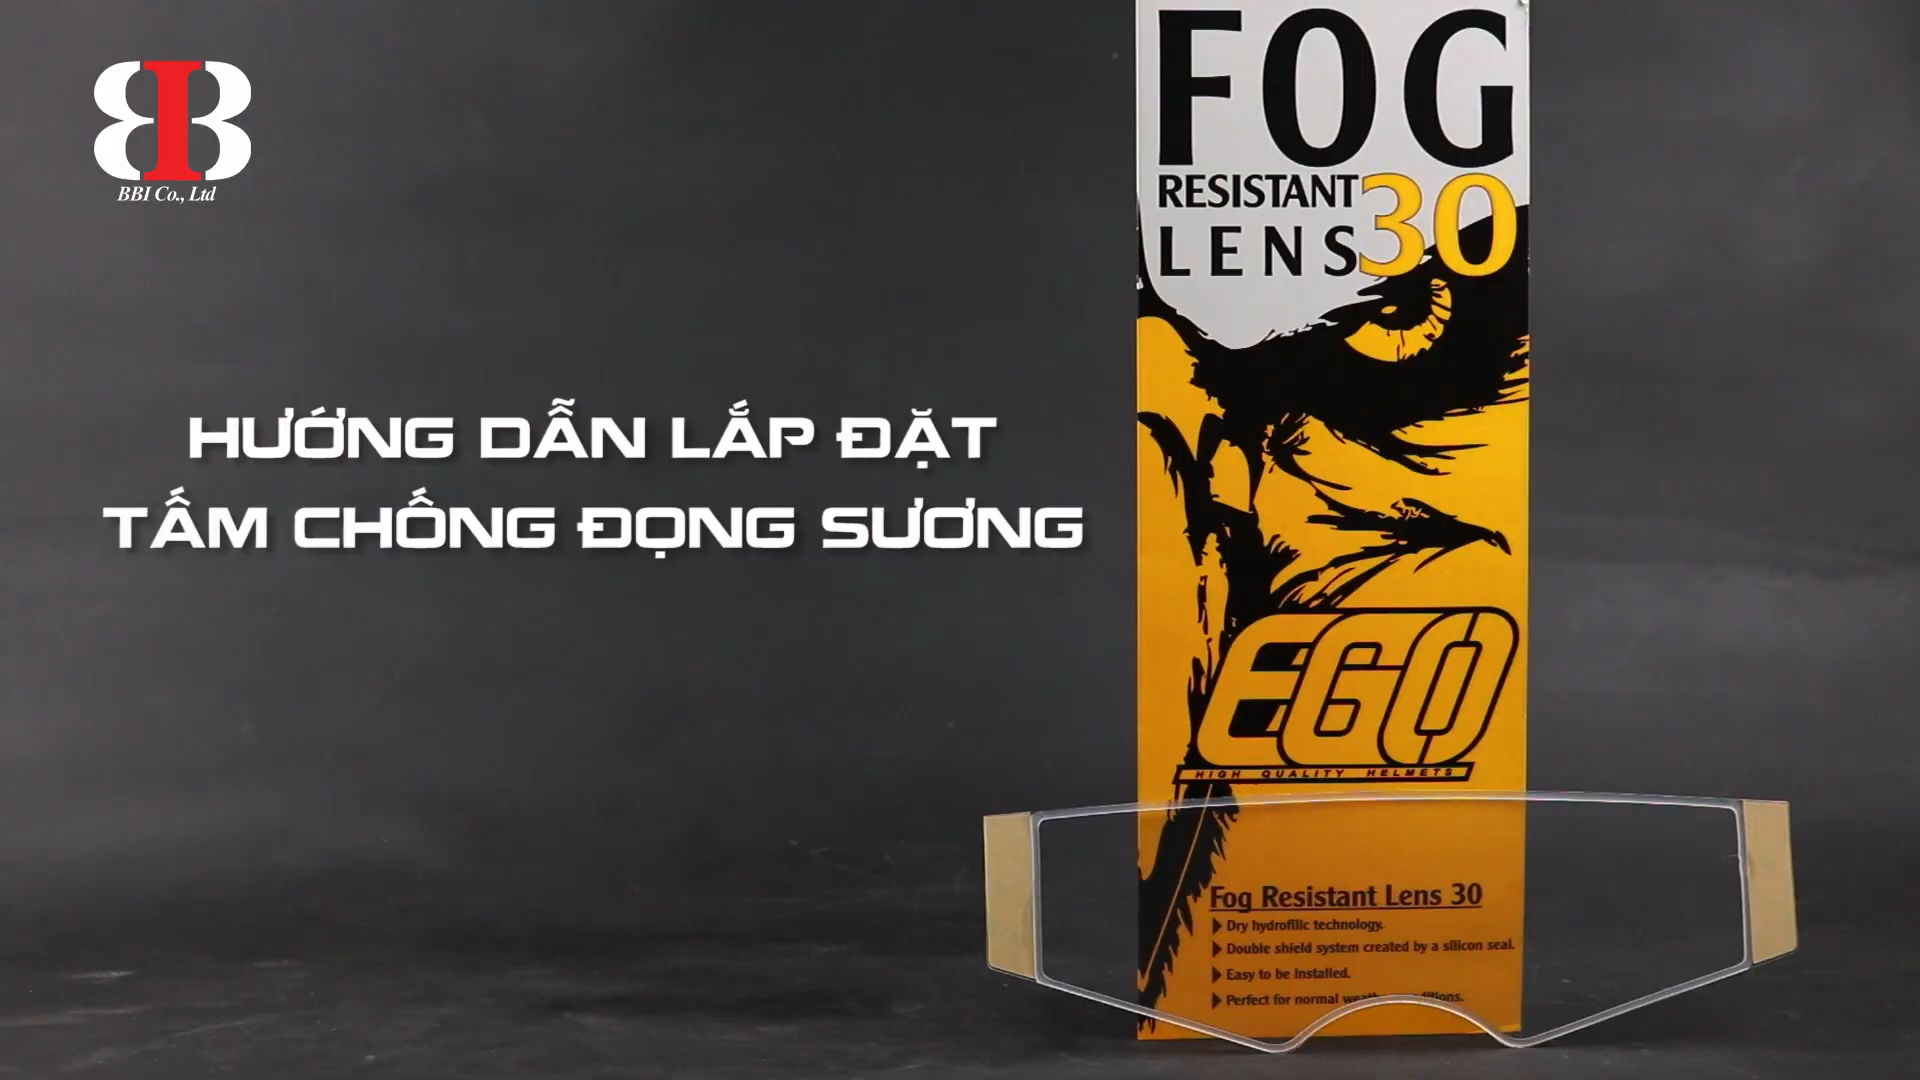 BBI Co., Ltd
HƯỚNG DẪN LẮP ĐẶT
TẤM CHỐNG ĐỌNG SƯƠNG
FOG
RESISTANT 30
LENS
EGO
HIGH QUALITY HELMETS
Fog Resistant Lens 30
Dry hydrofilic technology.
Double shield system created by a silicon seal.
Easy to be installed.
Perfect for normal